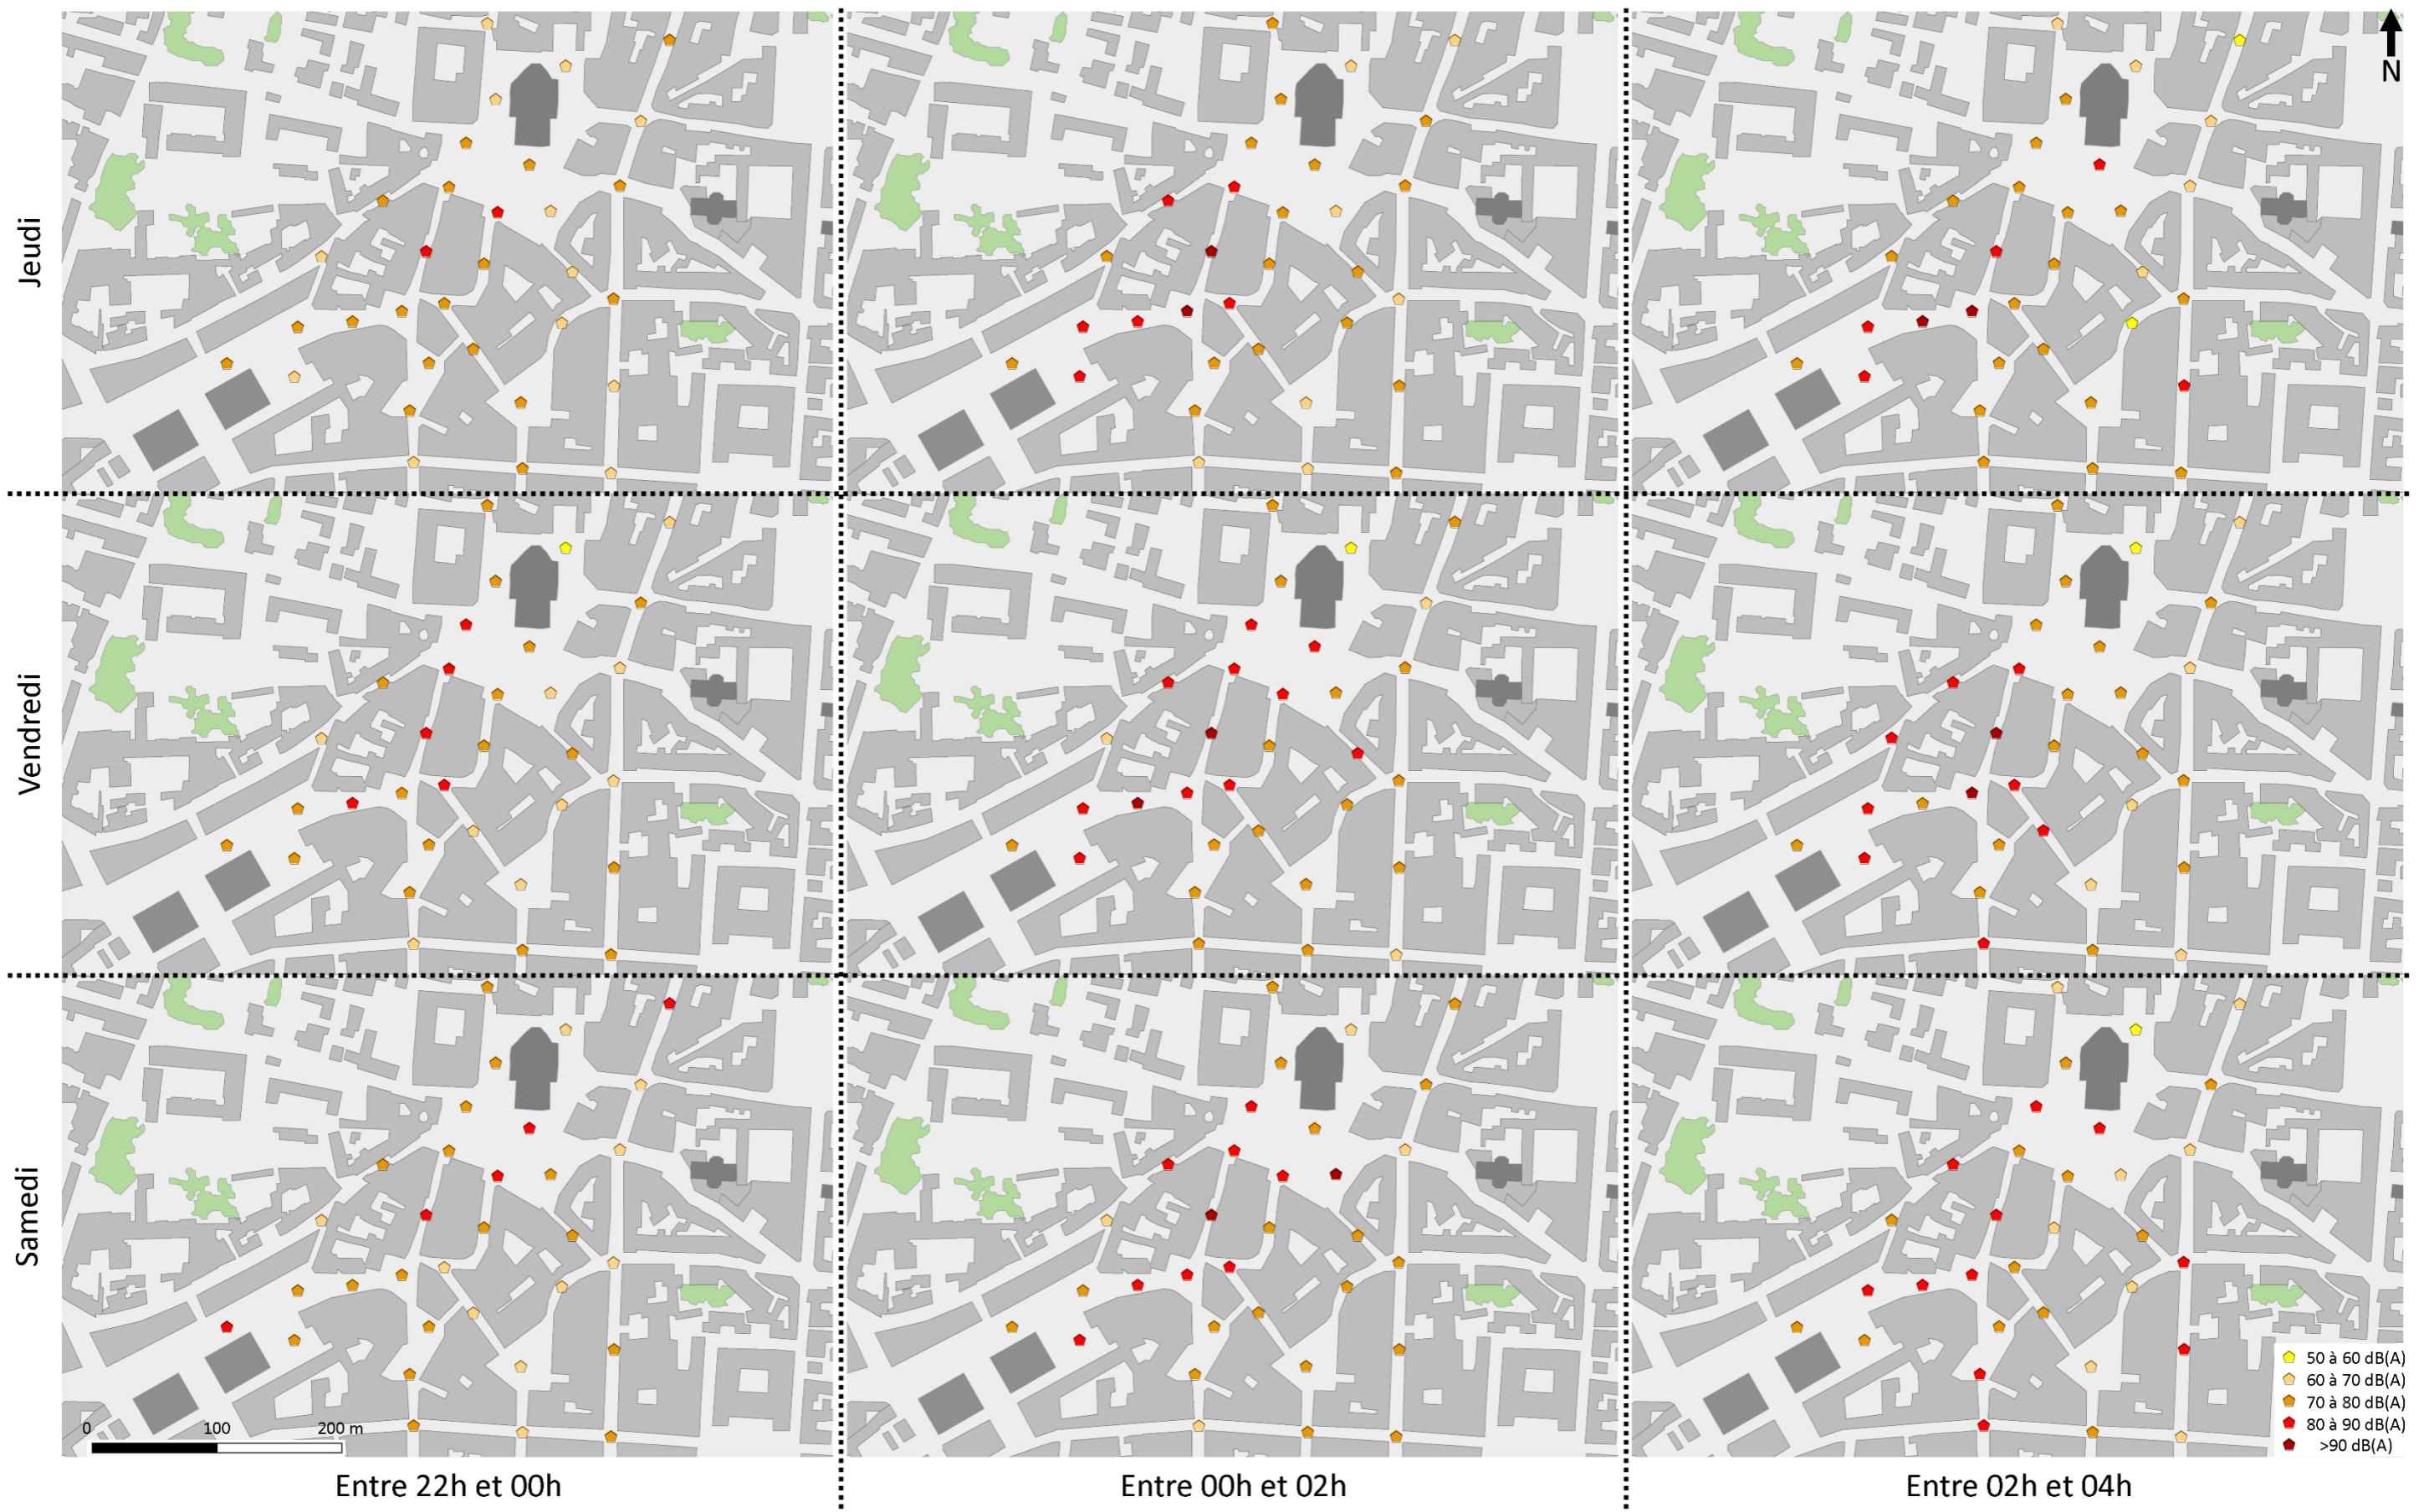 N
Jeudi
Vendredi
Samedi
0 100 200 m
50 à 60 dB(A)
60 à 70 dB(A)
70 à 80 dB(A)
80 à 90 dB(A)
>90 dB(A)
Entre 22h et 00h
Entre 00h et 02h
Entre 02h et 04h